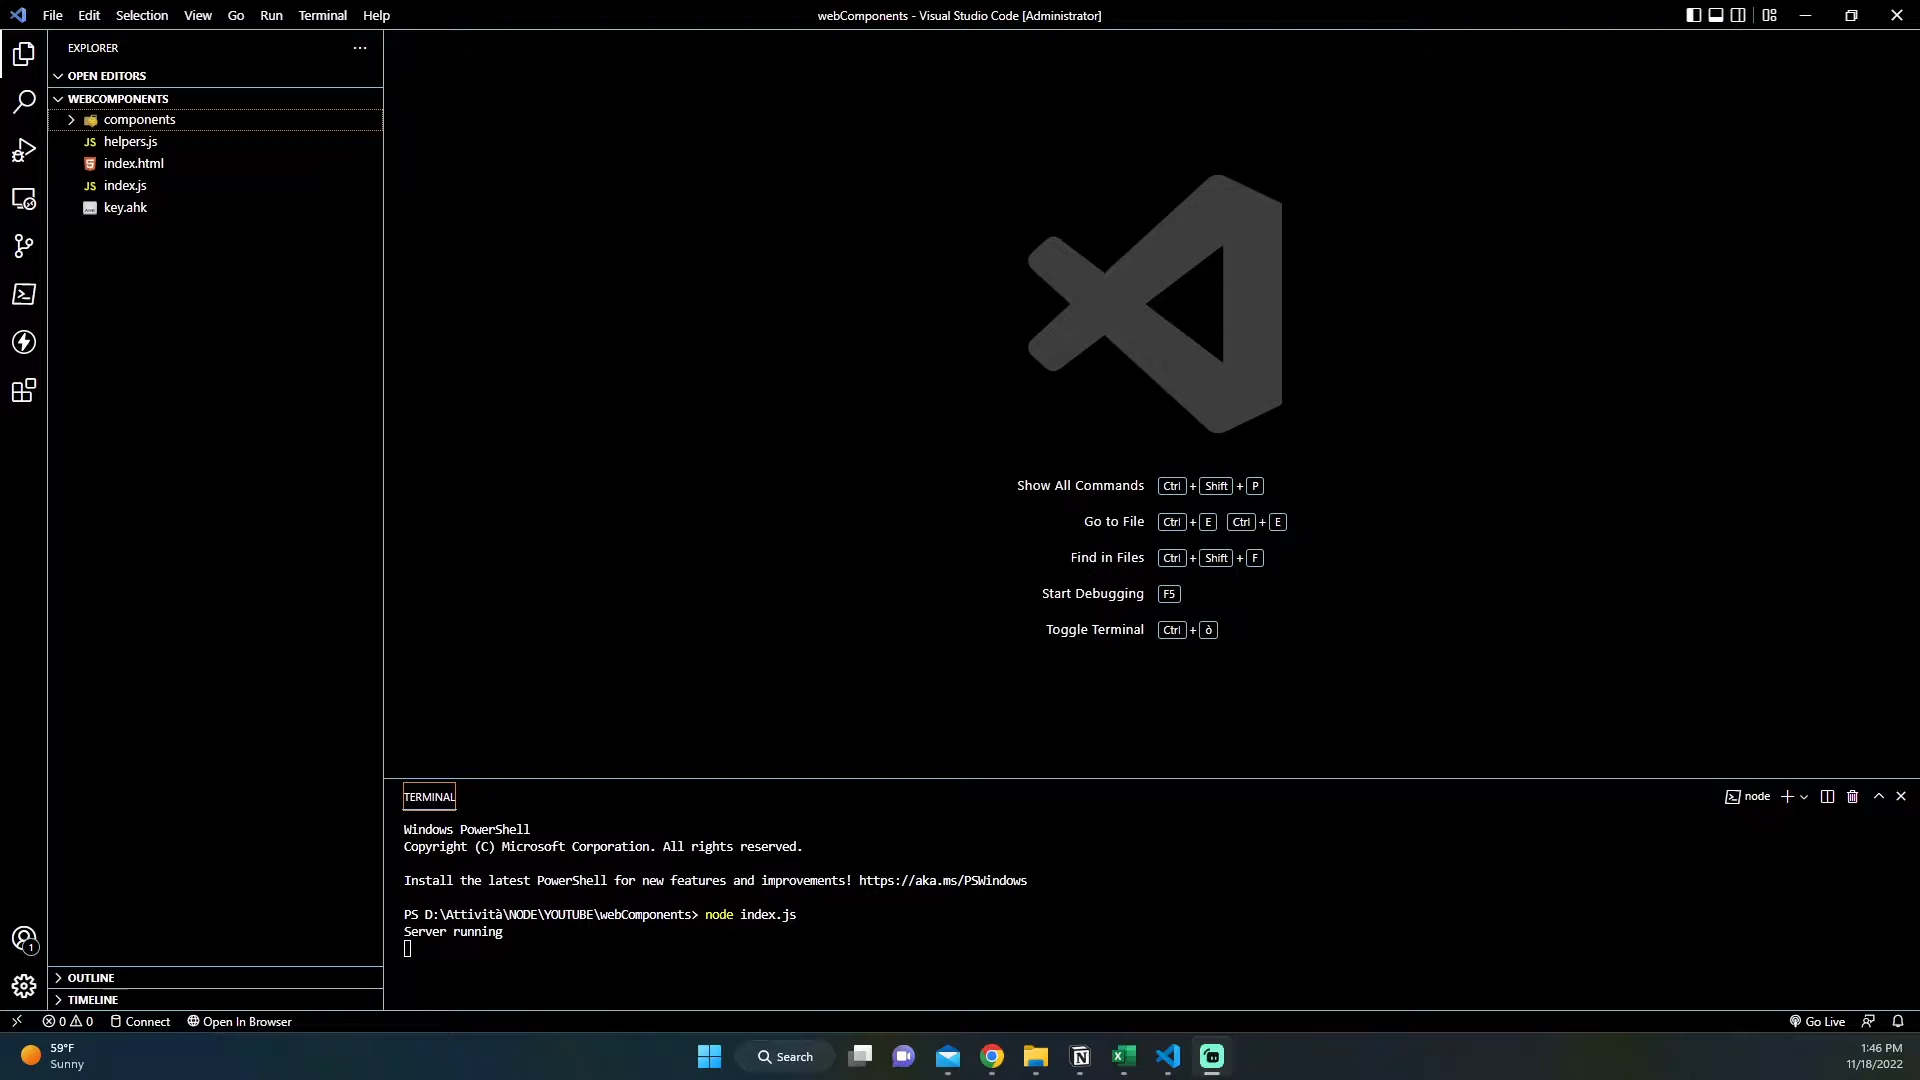 File Edit Selection View Go Run Terminal Help
webComponents - Visual Studio Code [Administrator]
EXPLORER
OPEN EDITORS
WEBCOMPONENTS
components
JS helpers.js
index.html
JS index.js
key.ahk
OUTLINE
TIMELINE
Show All Commands Ctrl + Shift + P
Go to File Ctrl + E Ctrl + E
Find in Files Ctrl + Shift + F
Start Debugging F5
Toggle Terminal Ctrl + ò
TERMINAL
node
Windows PowerShell
Copyright (C) Microsoft Corporation. All rights reserved.
Install the latest PowerShell for new features and improvements! https://aka.ms/PSWindows
PS D:\Attività\NODE\YOUTUBE\webComponents> node index.js
Server running
1
0 0 Connect Open In Browser
Go Live
59°F
Sunny
Search
1:46 PM
11/18/2022